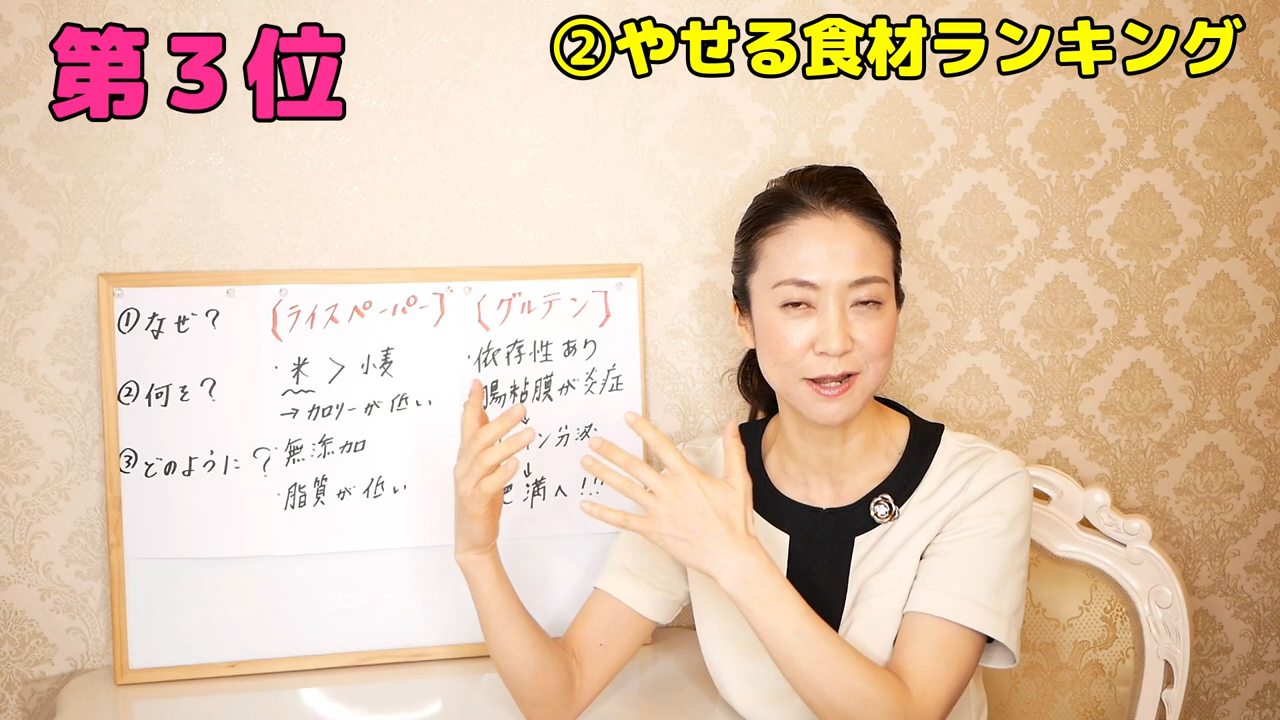 第3位
②やせる食材ランキング
①なぜ?
②何を?
③どのように?
【ライスペーパー】
・米 > 小麦
→カロリーが低い
・無添加
・脂質が低い
【グルテン】
・依存性あり
腸粘膜が炎症
↓
ン分泌
↓
満へ!!!